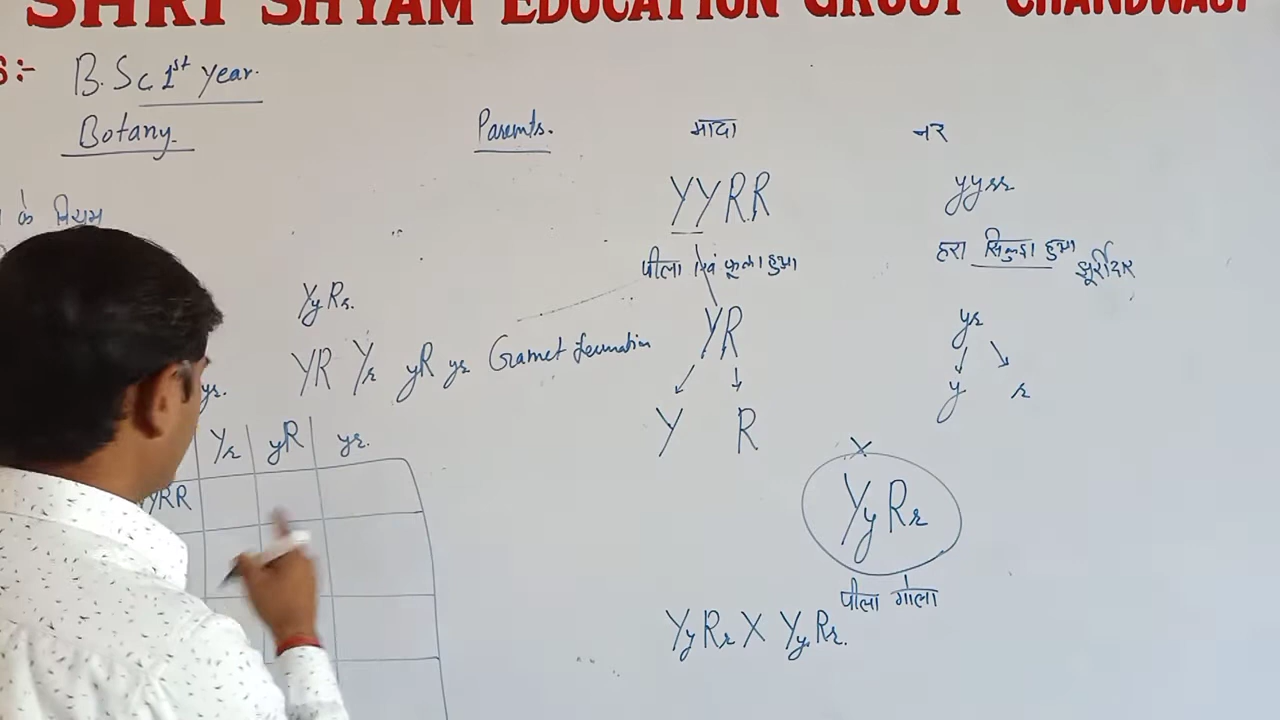 SHRI SHYAM EDUCATION GROUP CHANDWAJI
S:-
B.Sc 1st year.
Botany
के नियम
Parents.
मादा
नर
YYRR
yyrr
पीला एवं फूला हुआ
हरा सिकुड़ा हुआ झुर्रीदार
YyRr.
YR Yr yR yr Gamet formation
YR
yr
Y R
y r
yr.
Yr yR yr.
YYRR
X
YyRr
पीला गोला
YyRr X YyRr.